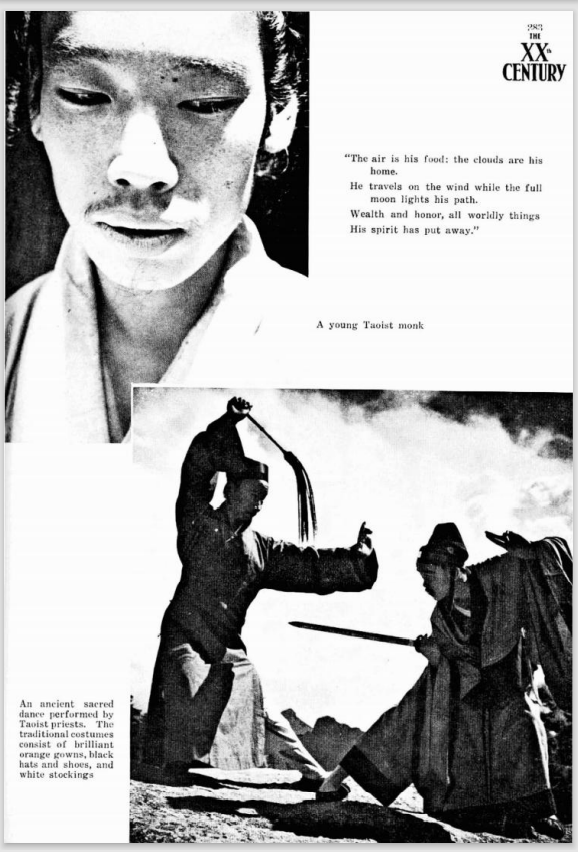 283
THE
XXth
CENTURY
"The air is his food: the clouds are his
home.
He travels on the wind while the full
moon lights his path.
Wealth and honor, all worldly things
His spirit has put away."
A young Taoist monk
An ancient sacred
dance performed by
Taoist priests. The
traditional costumes
consist of brilliant
orange gowns, black
hats and shoes, and
white stockings